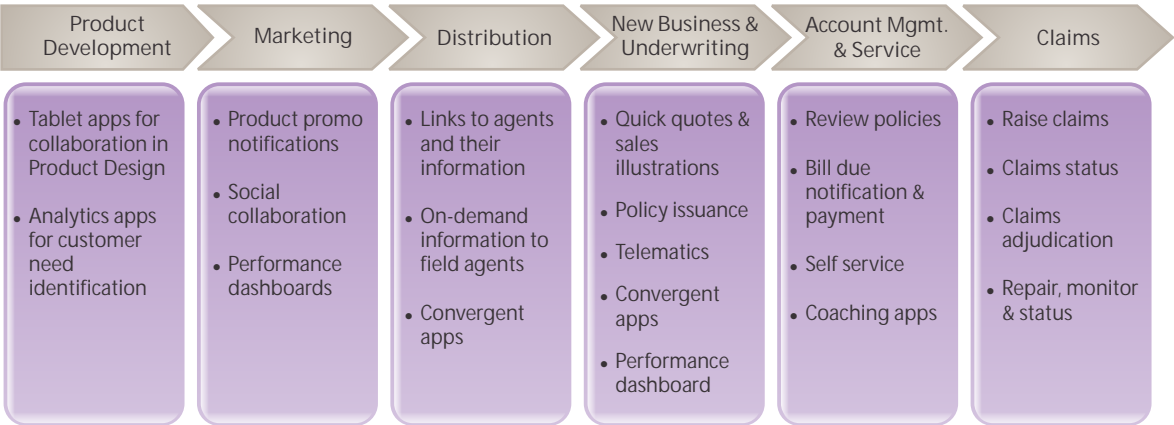 Product
Development
Marketing
Distribution
New Business &
Underwriting
Account Mgmt.
& Service
Claims
• Tablet apps for
collaboration in
Product Design
• Analytics apps
for customer
need
identification
• Product promo
notifications
• Social
collaboration
• Performance
dashboards
• Links to agents
and their
information
• On-demand
information to
field agents
• Convergent
apps
• Quick quotes &
sales
illustrations
• Policy issuance
• Telematics
• Convergent
apps
• Performance
dashboard
• Review policies
• Bill due
notification &
payment
• Self service
• Coaching apps
• Raise claims
• Claims status
• Claims
adjudication
• Repair, monitor
& status